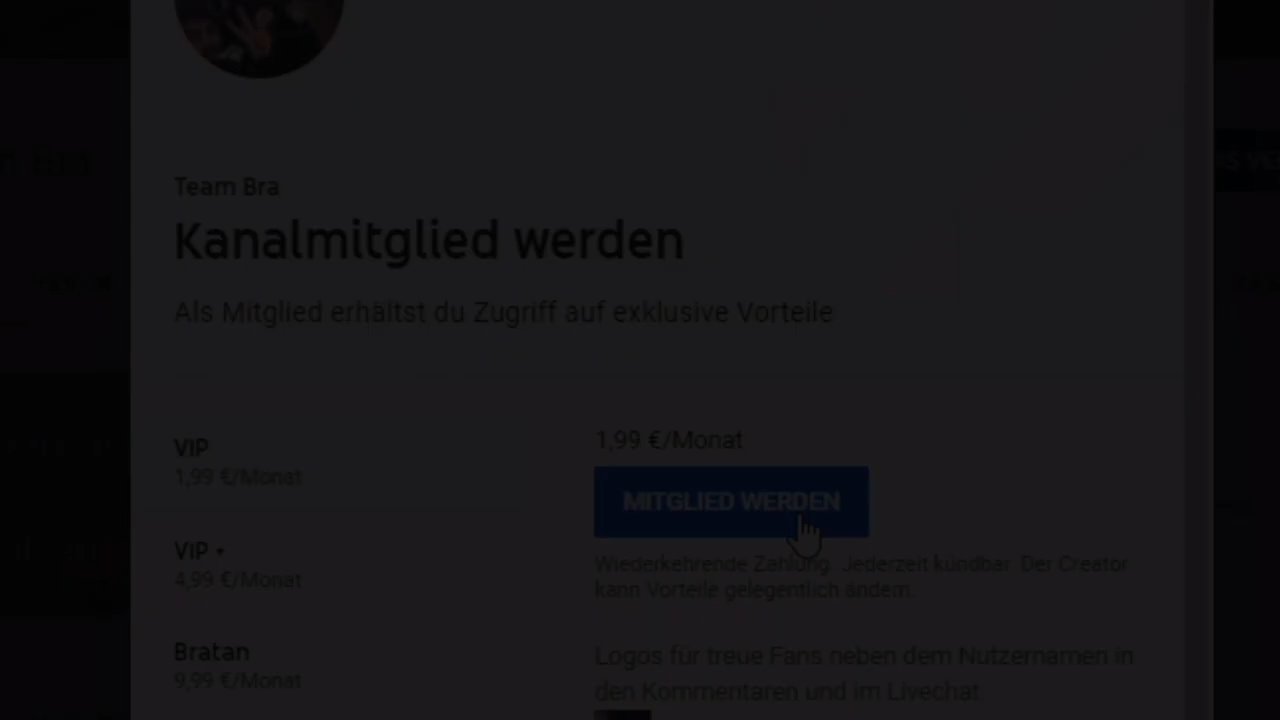 Team Bra
Kanalmitglied werden
Als Mitglied erhältst du Zugriff auf exklusive Vorteile
VIP
1,99 €/Monat
VIP +
4,99 €/Monat
Bratan
9,99 €/Monat
1,99 €/Monat
MITGLIED WERDEN
Wiederkehrende Zahlung. Jederzeit kündbar. Der Creator
kann Vorteile gelegentlich ändern.
Logos für treue Fans neben dem Nutzernamen in
den Kommentaren und im Livechat